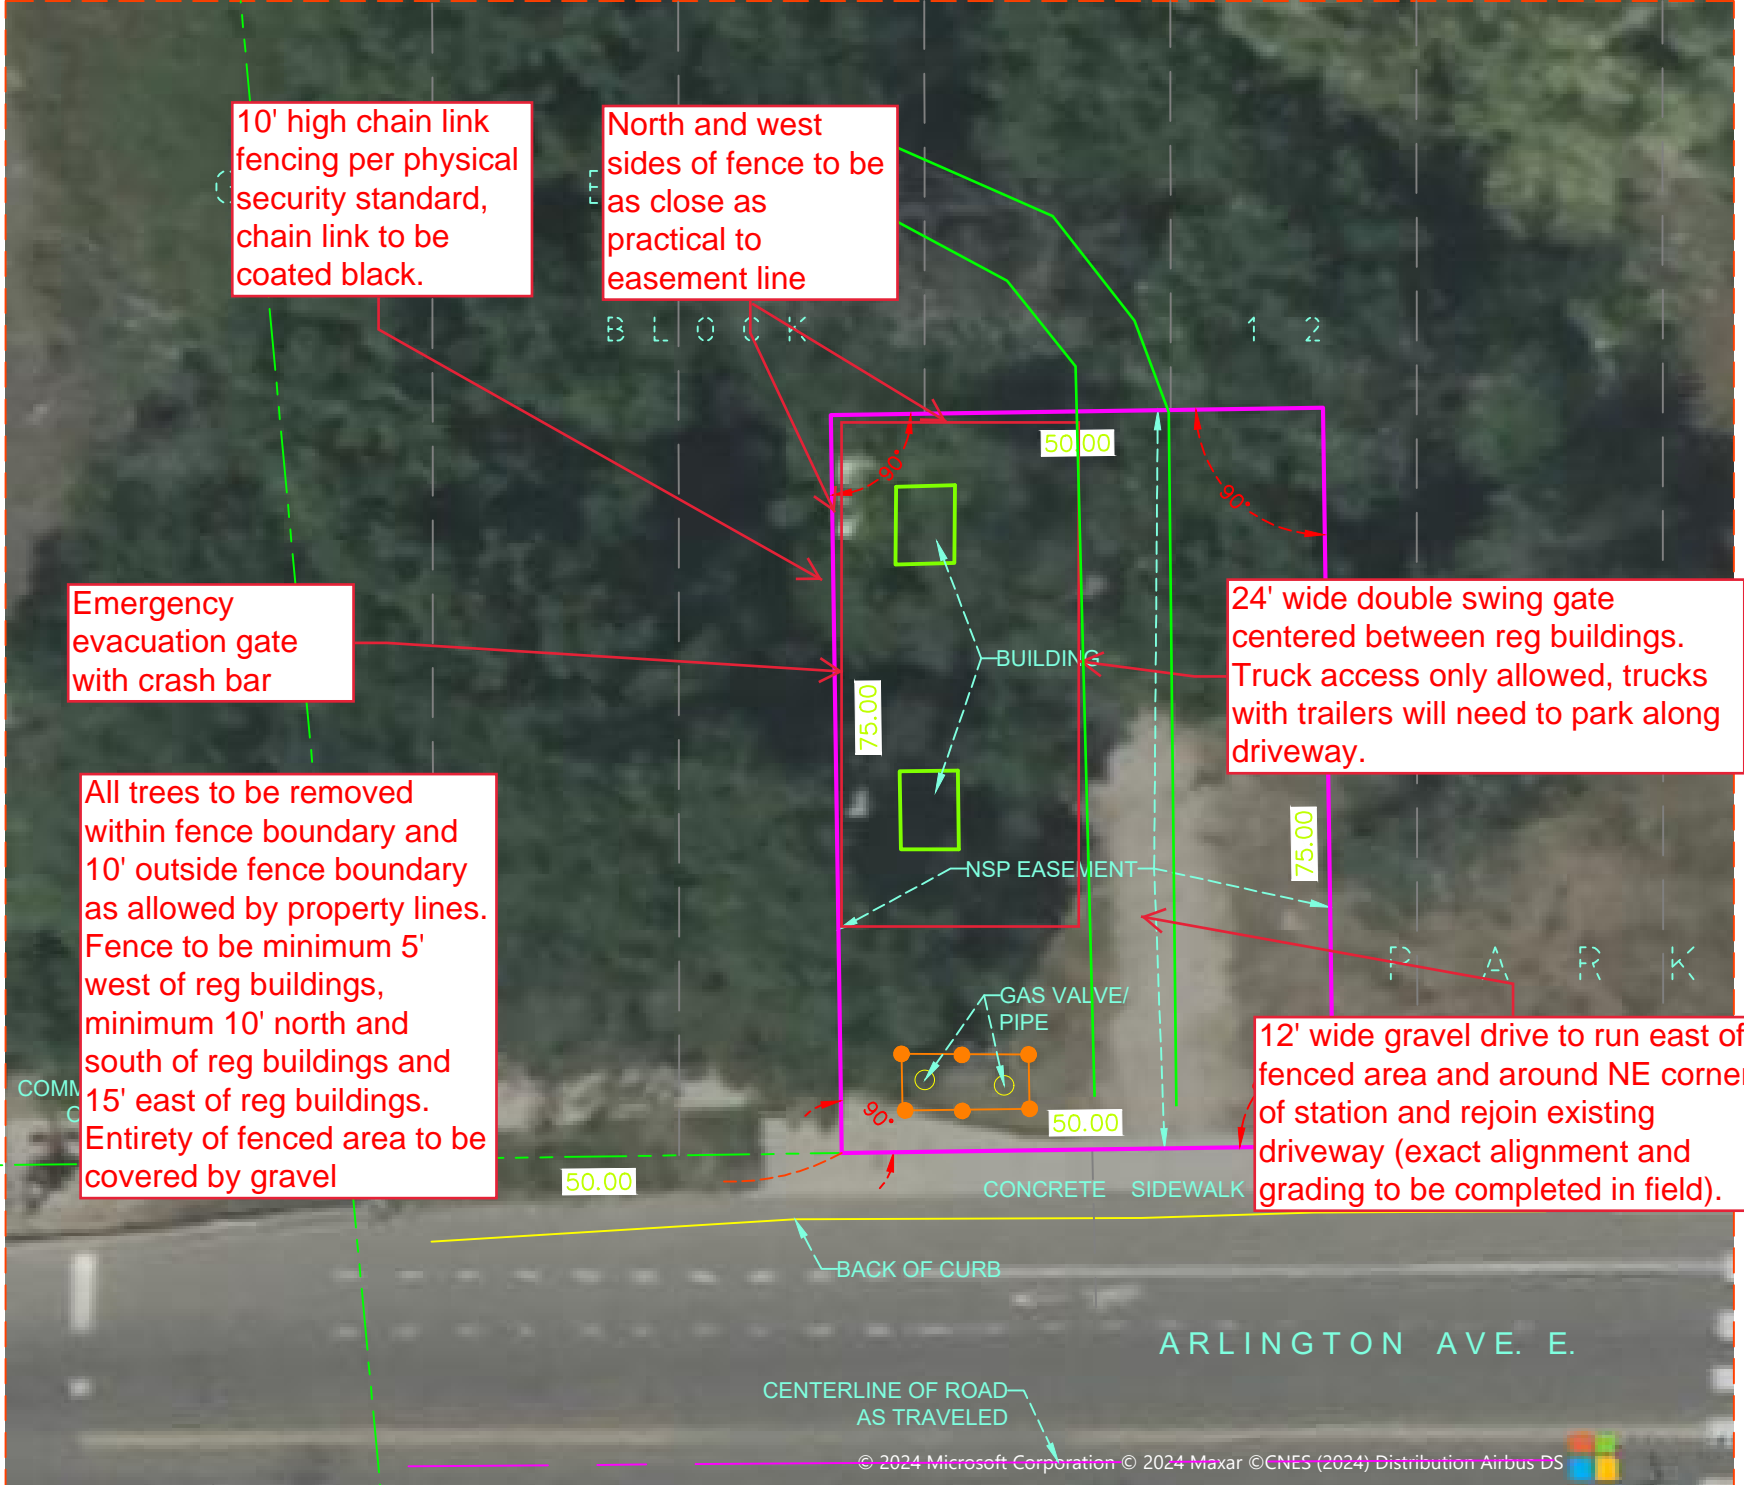 10' high chain link
fencing per physical
security standard,
chain link to be
coated black.
North and west
sides of fence to be
as close as
practical to
easement line
BLOCK
12
50.00
90°
90°
Emergency
evacuation gate
with crash bar
BUILDING
24' wide double swing gate
centered between reg buildings.
Truck access only allowed, trucks
with trailers will need to park along
driveway.
75.00
75.00
All trees to be removed
within fence boundary and
10' outside fence boundary
as allowed by property lines.
Fence to be minimum 5'
west of reg buildings,
minimum 10' north and
south of reg buildings and
15' east of reg buildings.
Entirety of fenced area to be
covered by gravel
NSP EASEMENT
PARK
GAS VALVE/
PIPE
12' wide gravel drive to run east of
fenced area and around NE corner
of station and rejoin existing
driveway (exact alignment and
grading to be completed in field).
90°
50.00
50.00
CONCRETE SIDEWALK
BACK OF CURB
ARLINGTON AVE. E.
CENTERLINE OF ROAD
AS TRAVELED
© 2024 Microsoft Corporation © 2024 Maxar ©CNES (2024) Distribution Airbus DS